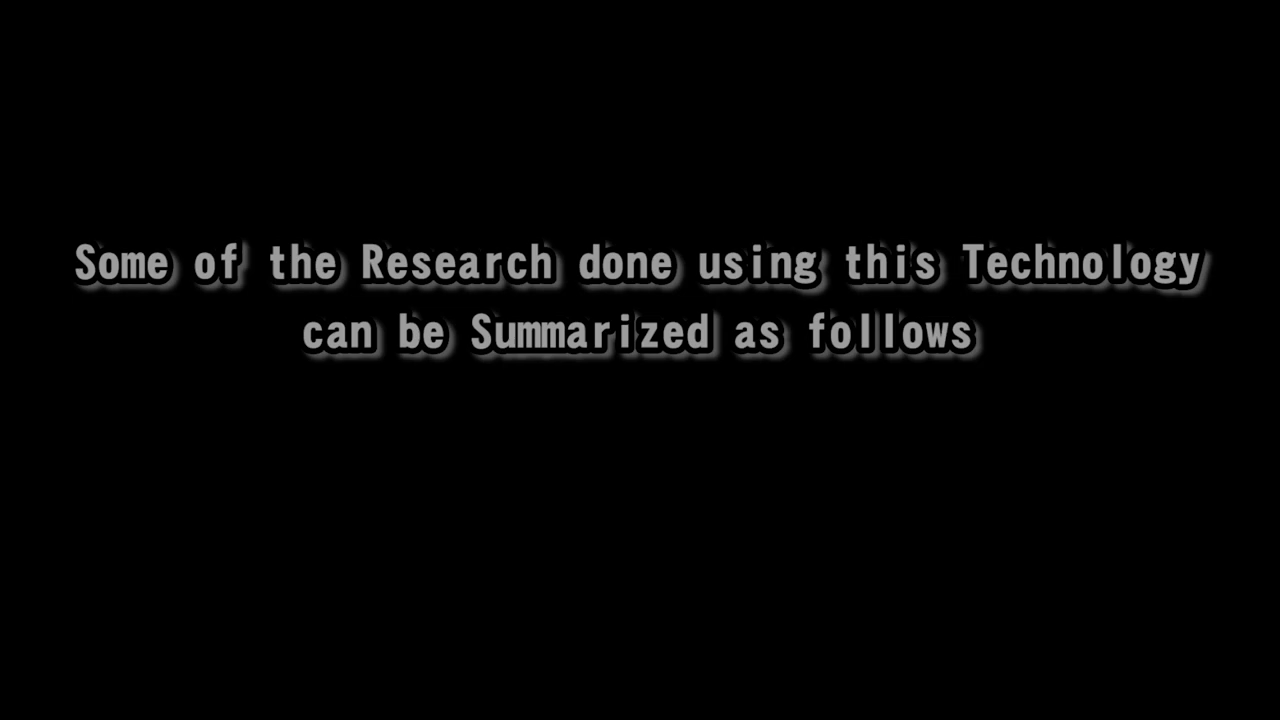 Some of the Research done using this Technology
can be Summarized as follows